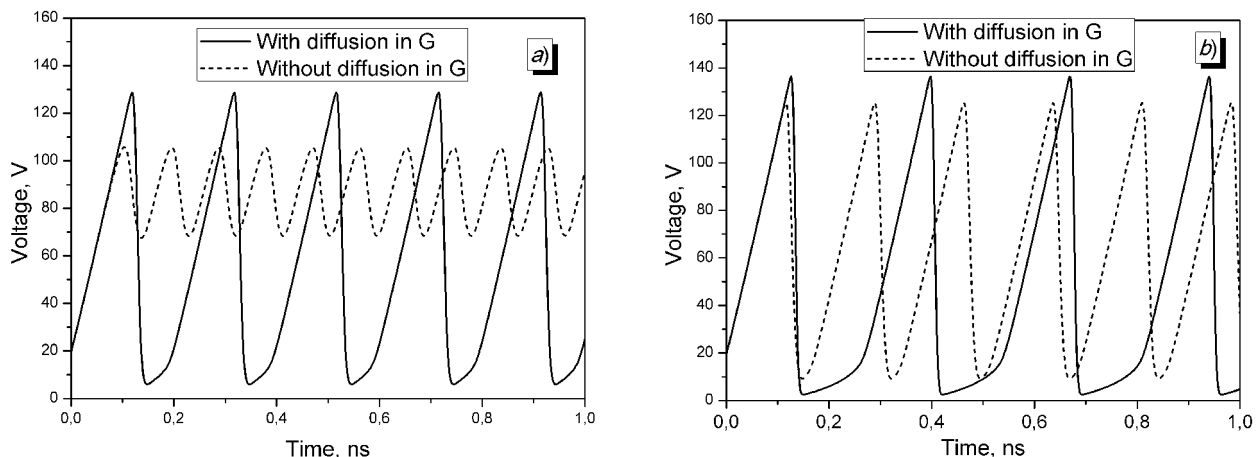 a)
With diffusion in G
Without diffusion in G
Voltage, V
160
140
120
100
80
60
40
20
0
0,0 0,2 0,4 0,6 0,8 1,0
Time, ns
b)
With diffusion in G
Without diffusion in G
Voltage, V
160
140
120
100
80
60
40
20
0
0,0 0,2 0,4 0,6 0,8 1,0
Time, ns